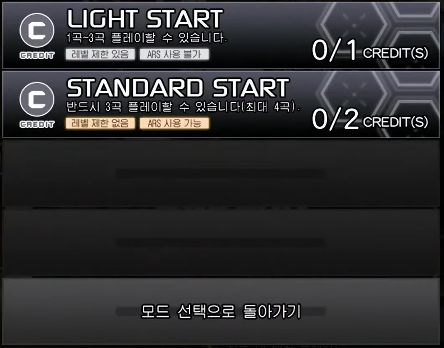 C
CREDIT
LIGHT START
1곡~3곡 플레이할 수 있습니다.
레벨 제한 있음 ARS 사용 불가
0/1 CREDIT(S)
C
CREDIT
STANDARD START
반드시 3곡 플레이할 수 있습니다(최대 4곡).
레벨 제한 없음 ARS 사용 가능
0/2 CREDIT(S)
모드 선택으로 돌아가기